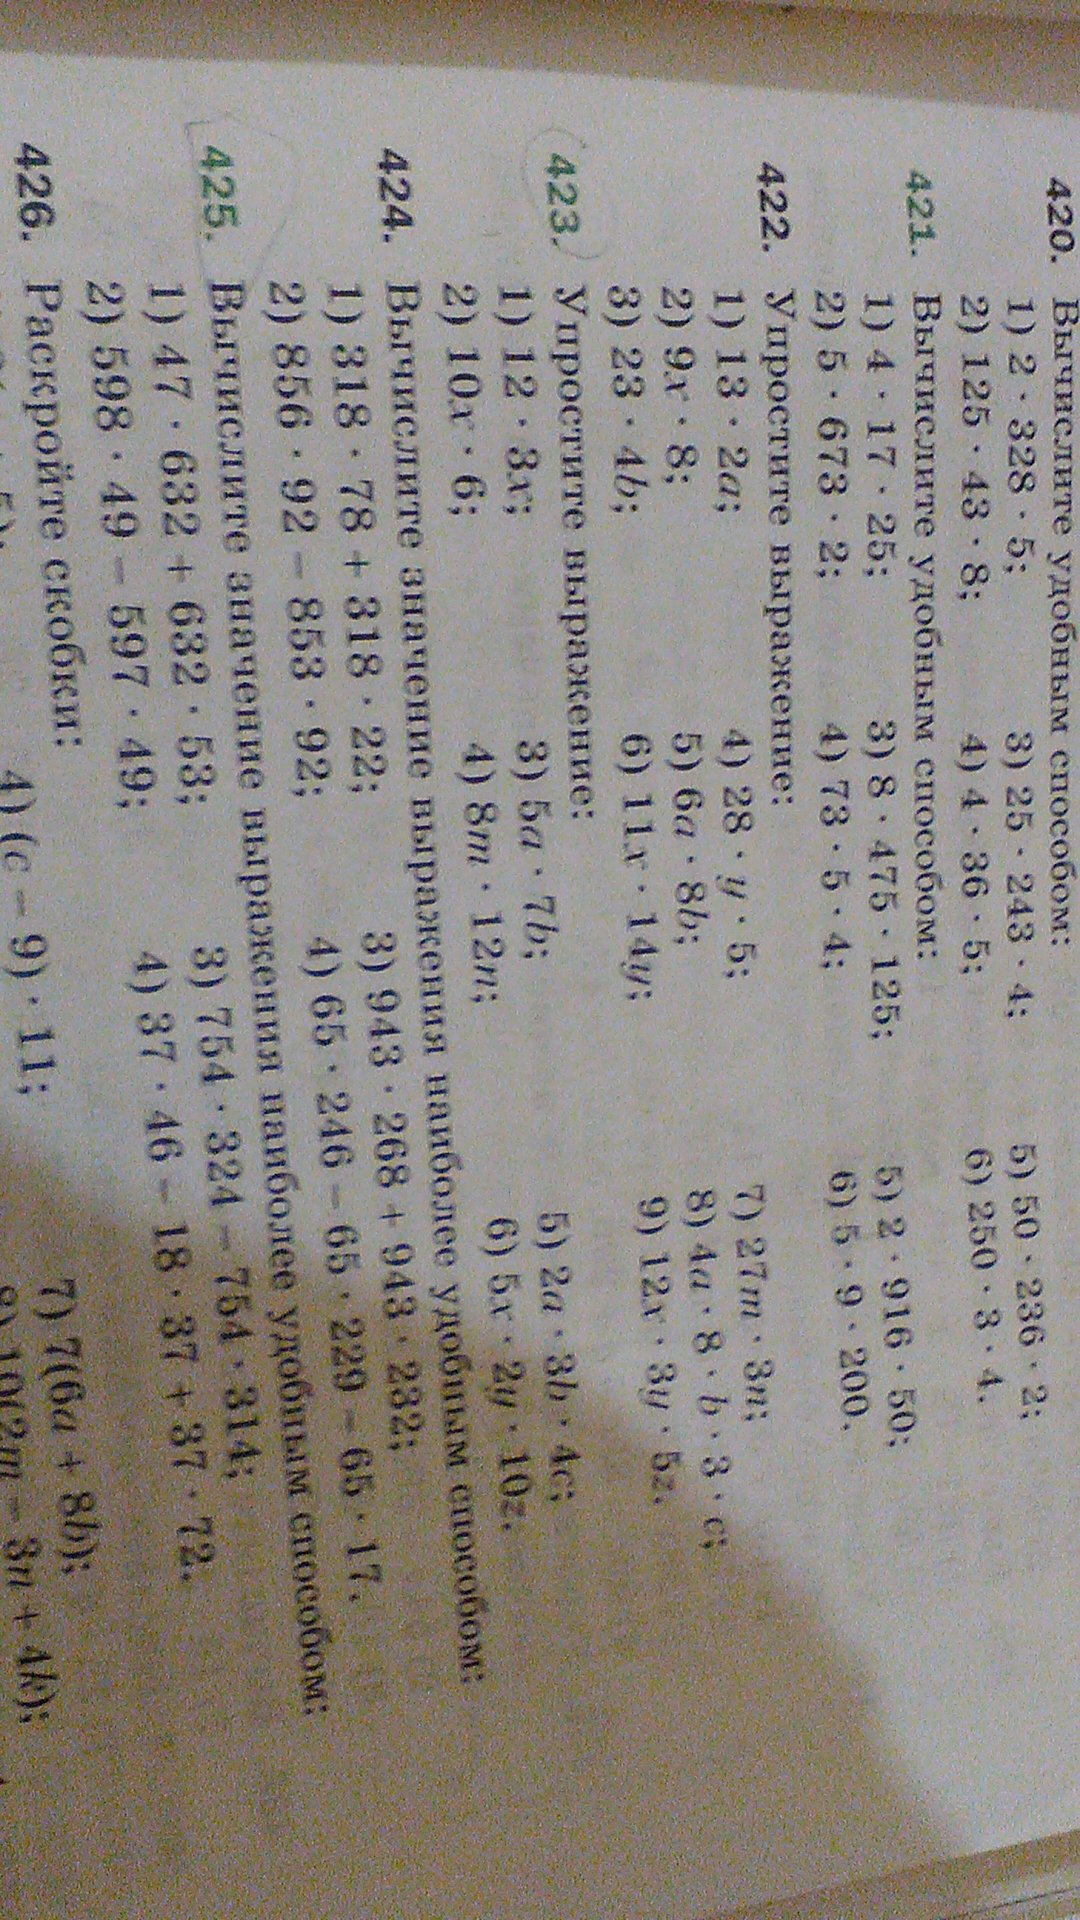 420. Вычислите удобным способом:
1) 2 · 328 · 5; 3) 25 · 243 · 4; 5) 50 · 236 · 2;
2) 125 · 43 · 8; 4) 4 · 36 · 5; 6) 250 · 3 · 4.
421. Вычислите удобным способом:
1) 4 · 17 · 25; 3) 8 · 475 · 125; 5) 2 · 916 · 50;
2) 5 · 673 · 2; 4) 73 · 5 · 4; 6) 5 · 9 · 200.
422. Упростите выражение:
1) 13 · 2a; 4) 28 · y · 5; 7) 27m · 3n;
2) 9x · 8; 5) 6a · 8b; 8) 4a · 8 · b · 3 · c;
3) 23 · 4b; 6) 11x · 14y; 9) 12x · 3y · 5z.
423. Упростите выражение:
1) 12 · 3x; 3) 5a · 7b; 5) 2a · 3b · 4c;
2) 10x · 6; 4) 8m · 12n; 6) 5x · 2y · 10z.
424. Вычислите значение выражения наиболее удобным способом:
1) 318 · 78 + 318 · 22; 3) 943 · 268 + 943 · 232;
2) 856 · 92 − 853 · 92; 4) 65 · 246 − 65 · 229 − 65 · 17.
425. Вычислите значение выражения наиболее удобным способом:
1) 47 · 632 + 632 · 53; 3) 754 · 324 − 754 · 314;
2) 598 · 49 − 597 · 49; 4) 37 · 46 − 18 · 37 + 37 · 72.
426. Раскройте скобки:
4) (c − 9) · 11; 7) 7(6a + 8b);
3n + 4k);